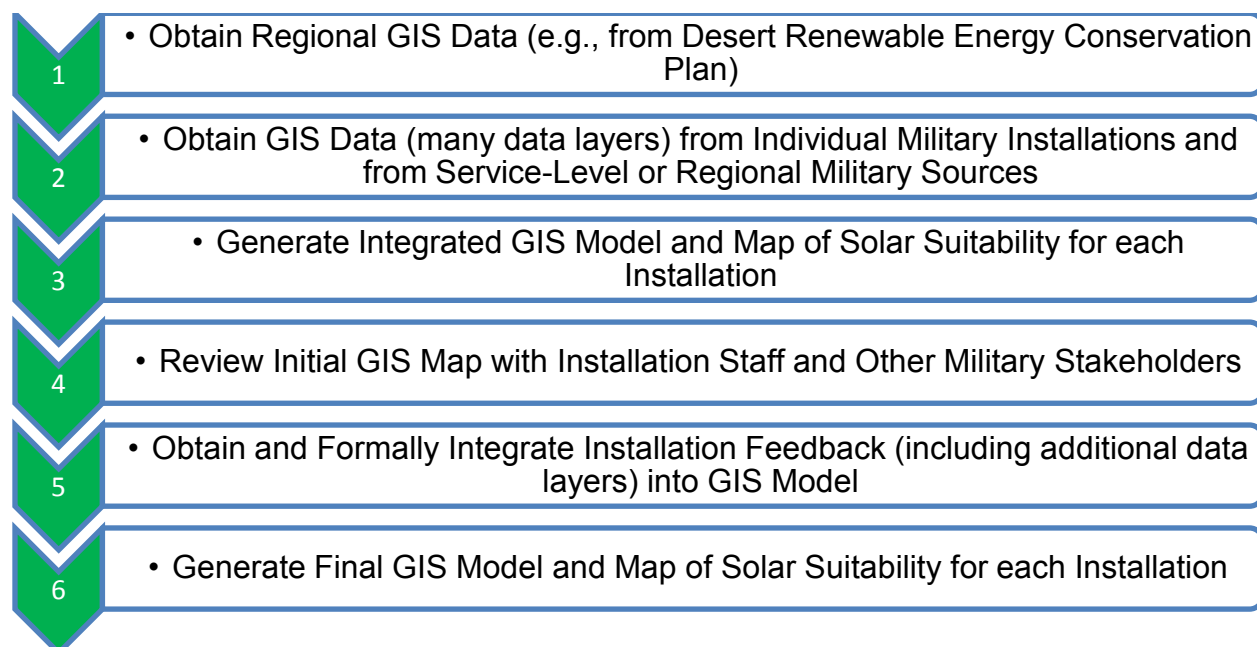 1
• Obtain Regional GIS Data (e.g., from Desert Renewable Energy Conservation
Plan)
2
• Obtain GIS Data (many data layers) from Individual Military Installations and
from Service-Level or Regional Military Sources
3
• Generate Integrated GIS Model and Map of Solar Suitability for each
Installation
4
• Review Initial GIS Map with Installation Staff and Other Military Stakeholders
5
• Obtain and Formally Integrate Installation Feedback (including additional data
layers) into GIS Model
6
• Generate Final GIS Model and Map of Solar Suitability for each Installation